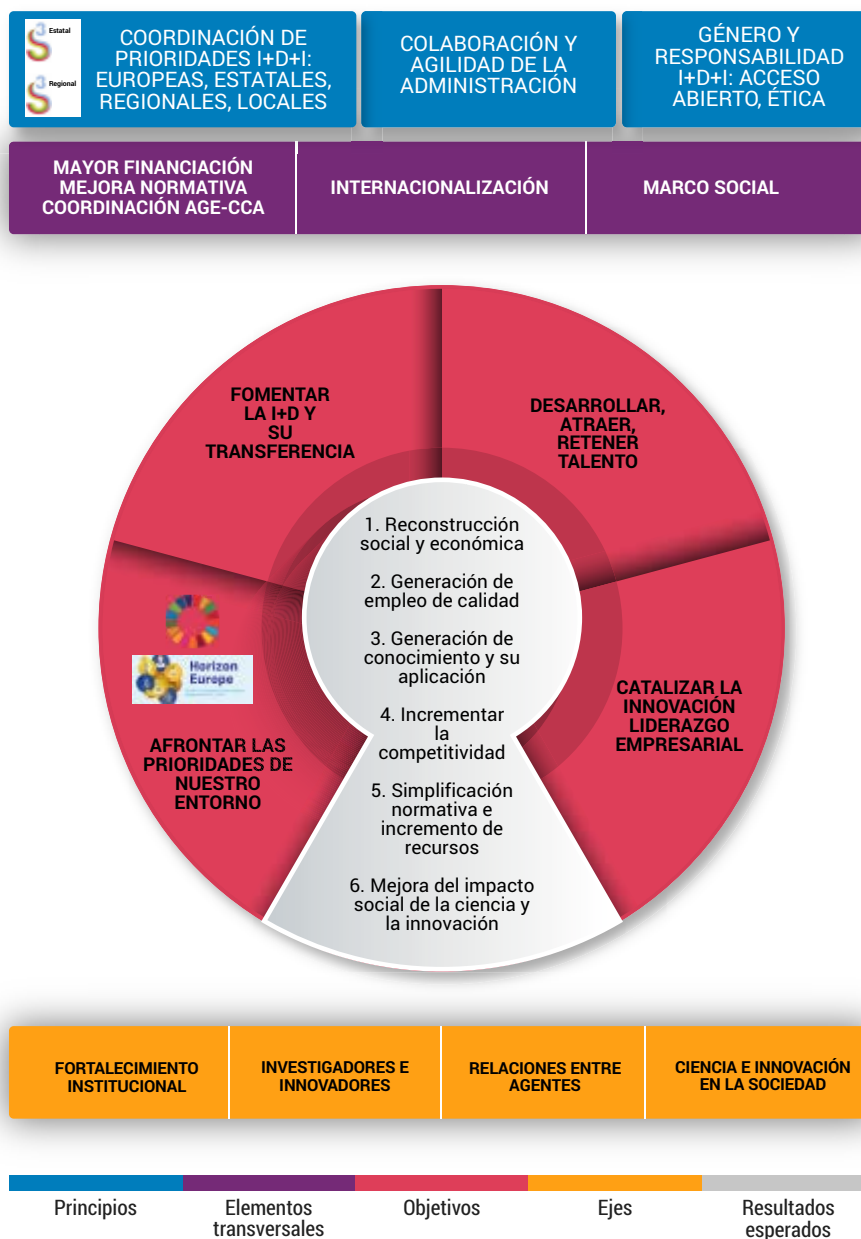 Estatal
Regional
COORDINACIÓN DE
PRIORIDADES I+D+I:
EUROPEAS, ESTATALES,
REGIONALES, LOCALES
COLABORACIÓN Y
AGILIDAD DE LA
ADMINISTRACIÓN
GÉNERO Y
RESPONSABILIDAD
I+D+I: ACCESO
ABIERTO, ÉTICA
MAYOR FINANCIACIÓN
MEJORA NORMATIVA
COORDINACIÓN AGE-CCA
INTERNACIONALIZACIÓN
MARCO SOCIAL
FOMENTAR
LA I+D Y
SU
TRANSFERENCIA
DESARROLLAR,
ATRAER,
RETENER
TALENTO
1. Reconstrucción
social y económica
2. Generación de
empleo de calidad
3. Generación de
conocimiento y su
aplicación
4. Incrementar
la
competitividad
5. Simplificación
normativa e
incremento de
recursos
6. Mejora del impacto
social de la ciencia y
la innovación
Horizon
Europe
AFRONTAR LAS
PRIORIDADES DE
NUESTRO
ENTORNO
CATALIZAR LA
INNOVACIÓN
LIDERAZGO
EMPRESARIAL
FORTALECIMIENTO
INSTITUCIONAL
INVESTIGADORES E
INNOVADORES
RELACIONES ENTRE
AGENTES
CIENCIA E INNOVACIÓN
EN LA SOCIEDAD
Principios
Elementos
transversales
Objetivos
Ejes
Resultados
esperados